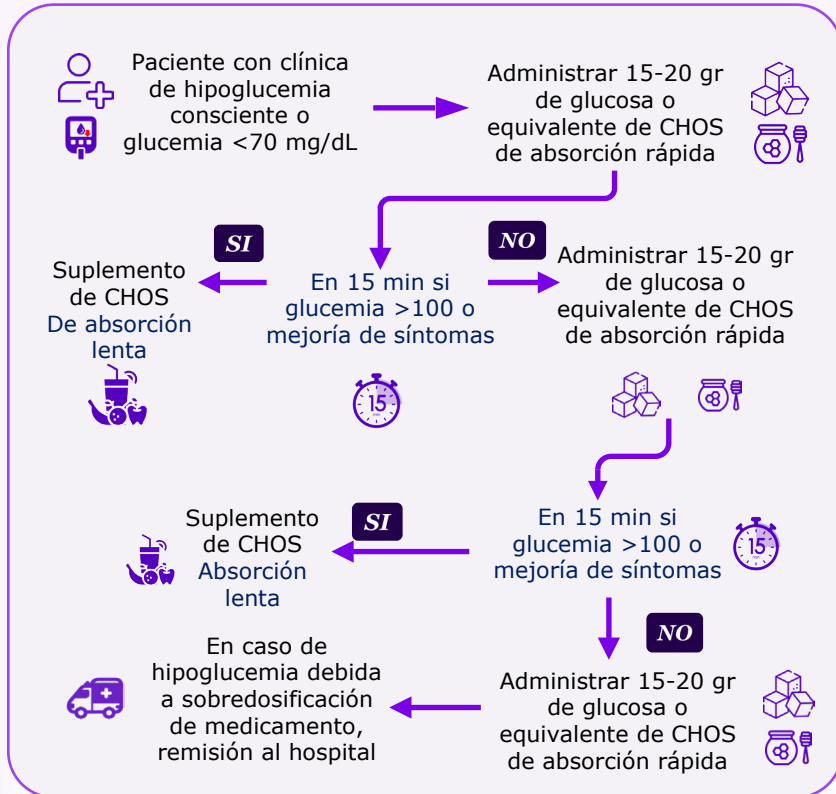 Paciente con clínica
de hipoglucemia
consciente o
glucemia <70 mg/dL
Administrar 15-20 gr
de glucosa o
equivalente de CHOS
de absorción rápida
SI
Suplemento
de CHOS
De absorción
lenta
En 15 min si
glucemia >100 o
mejoría de síntomas
15
min
NO
Administrar 15-20 gr
de glucosa o
equivalente de CHOS
de absorción rápida
En 15 min si
glucemia >100 o
mejoría de síntomas
15
min
SI
Suplemento
de CHOS
Absorción
lenta
NO
Administrar 15-20 gr
de glucosa o
equivalente de CHOS
de absorción rápida
En caso de
hipoglucemia debida
a sobredosificación
de medicamento,
remisión al hospital